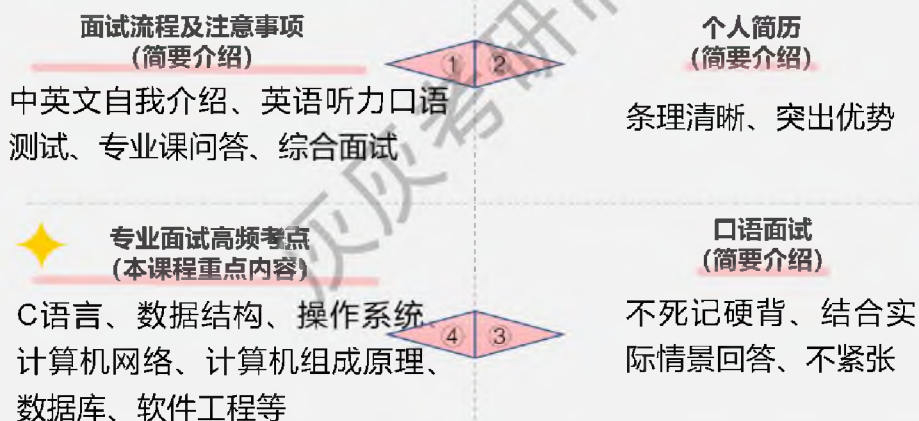 面试流程及注意事项
(简要介绍)
①
中英文自我介绍、英语听力口语
测试、专业课问答、综合面试
个人简历
(简要介绍)
②
条理清晰、突出优势
专业面试高频考点
(本课程重点内容)
④
C语言、数据结构、操作系统、
计算机网络、计算机组成原理、
数据库、软件工程等
口语面试
(简要介绍)
③
不死记硬背、结合实
际情景回答、不紧张
灰灰考研